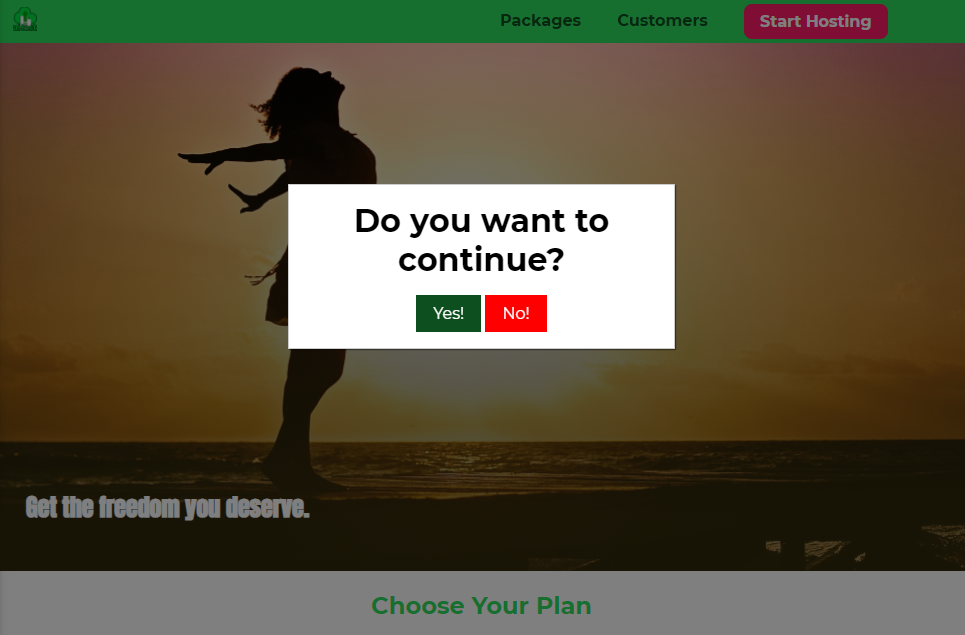 Packages Customers Start Hosting
Do you want to
continue?
Yes! No!
Get the freedom you deserve.
Choose Your Plan